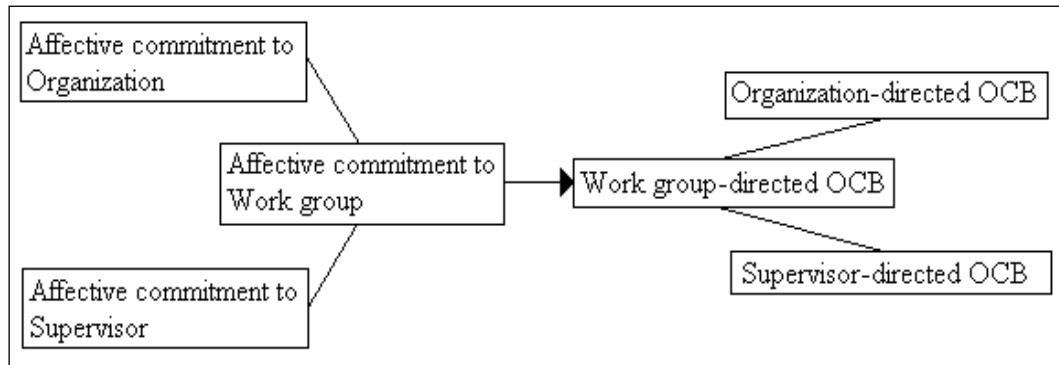 Affective commitment to
Organization
Affective commitment to
Work group
Affective commitment to
Supervisor
Work group-directed OCB
Organization-directed OCB
Supervisor-directed OCB